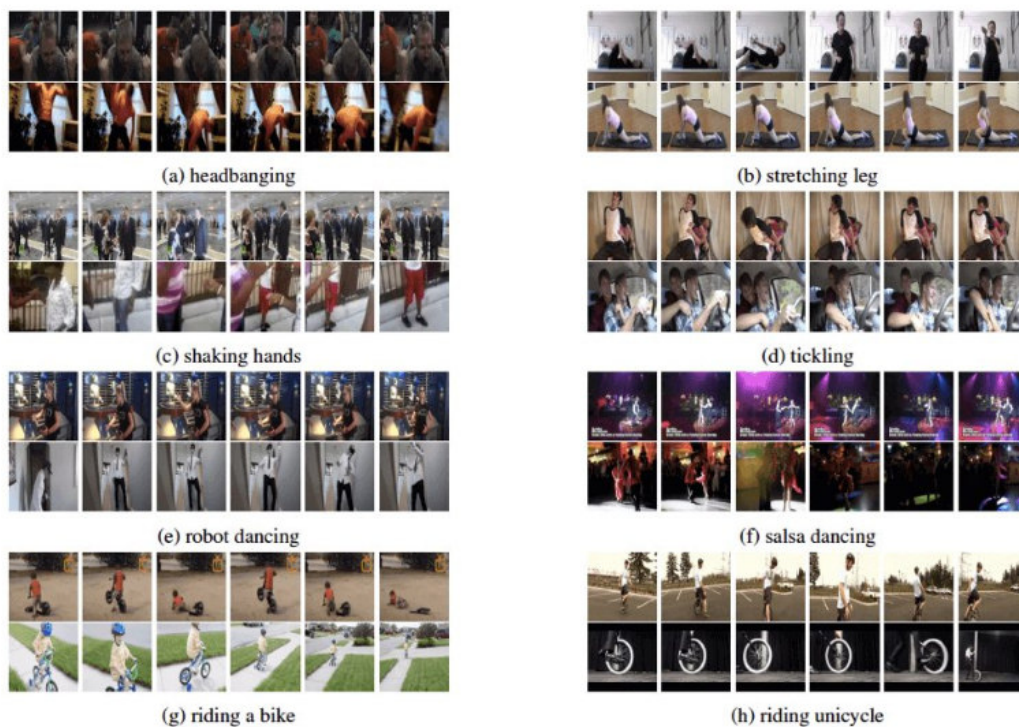 (a) headbanging
(b) stretching leg
(c) shaking hands
(d) tickling
(e) robot dancing
(f) salsa dancing
(g) riding a bike
(h) riding unicycle